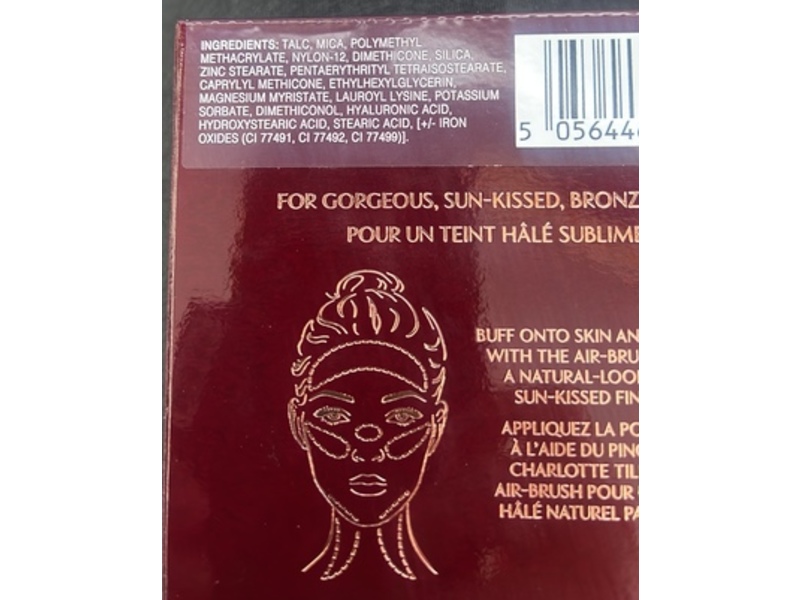 INGREDIENTS: TALC, MICA, POLYMETHYL
METHACRYLATE, NYLON-12, DIMETHICONE, SILICA,
ZINC STEARATE, PENTAERYTHRITYL TETRAISOSTEARATE,
CAPRYLYL METHICONE, ETHYLHEXYLGLYCERIN,
MAGNESIUM MYRISTATE, LAUROYL LYSINE, POTASSIUM
SORBATE, DIMETHICONOL, HYALURONIC ACID,
HYDROXYSTEARIC ACID, STEARIC ACID, [+/- IRON
OXIDES (CI 77491, CI 77492, CI 77499)].
5 05644
FOR GORGEOUS, SUN-KISSED, BRONZ
POUR UN TEINT HÂLÉ SUBLIME
BUFF ONTO SKIN AN
WITH THE AIR-BRU
A NATURAL-LOO
SUN-KISSED FIN
APPLIQUEZ LA PO
À L'AIDE DU PINC
CHARLOTTE TIL
AIR-BRUSH POUR
HÂLÉ NATUREL PA